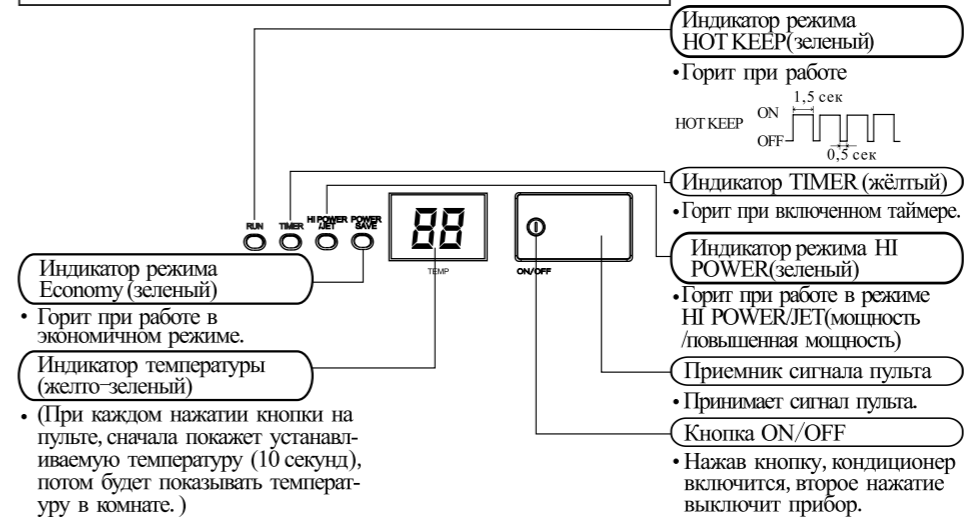 Индикатор режима
HOT KEEP(зеленый)
•Горит при работе
1,5 сек
HOT KEEP
ON
OFF
0,5 сек
Индикатор TIMER (жёлтый)
•Горит при включенном таймере.
Индикатор режима HI
POWER(зеленый)
•Горит при работе в режиме
HI POWER/JET(мощность
/повышенная мощность)
Приемник сигнала пульта
•Принимает сигнал пульта.
Кнопка ON/OFF
•Нажав кнопку, кондиционер
включится, второе нажатие
выключит прибор.
RUN
TIMER
HI POWER
/JET
POWER
SAVE
88
TEMP
ON/OFF
Индикатор режима
Economy (зеленый)
• Горит при работе в
экономичном режиме.
Индикатор температуры
(желто-зеленый)
• (При каждом нажатии кнопки на
пульте, сначала покажет устанавл-
иваемую температуру (10 секунд),
потом будет показывать температ-
уру в комнате. )